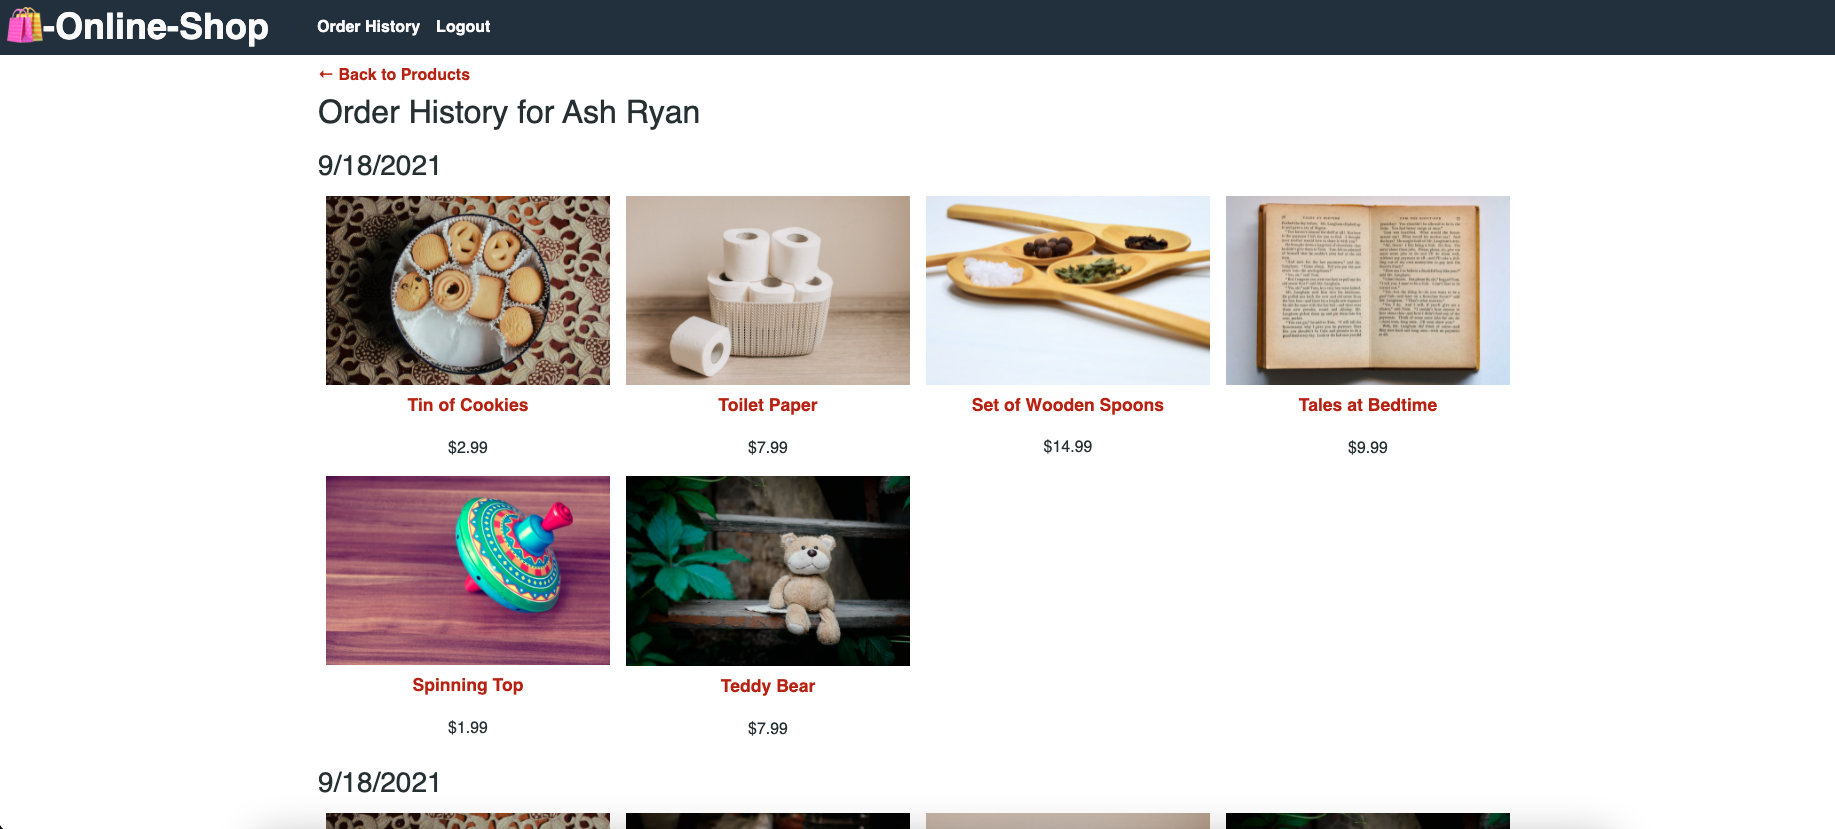 -Online-Shop
Order History Logout
← Back to Products
Order History for Ash Ryan
9/18/2021
Tin of Cookies
Toilet Paper
Set of Wooden Spoons
Tales at Bedtime
$2.99
$7.99
$14.99
$9.99
Spinning Top
Teddy Bear
$1.99
$7.99
9/18/2021